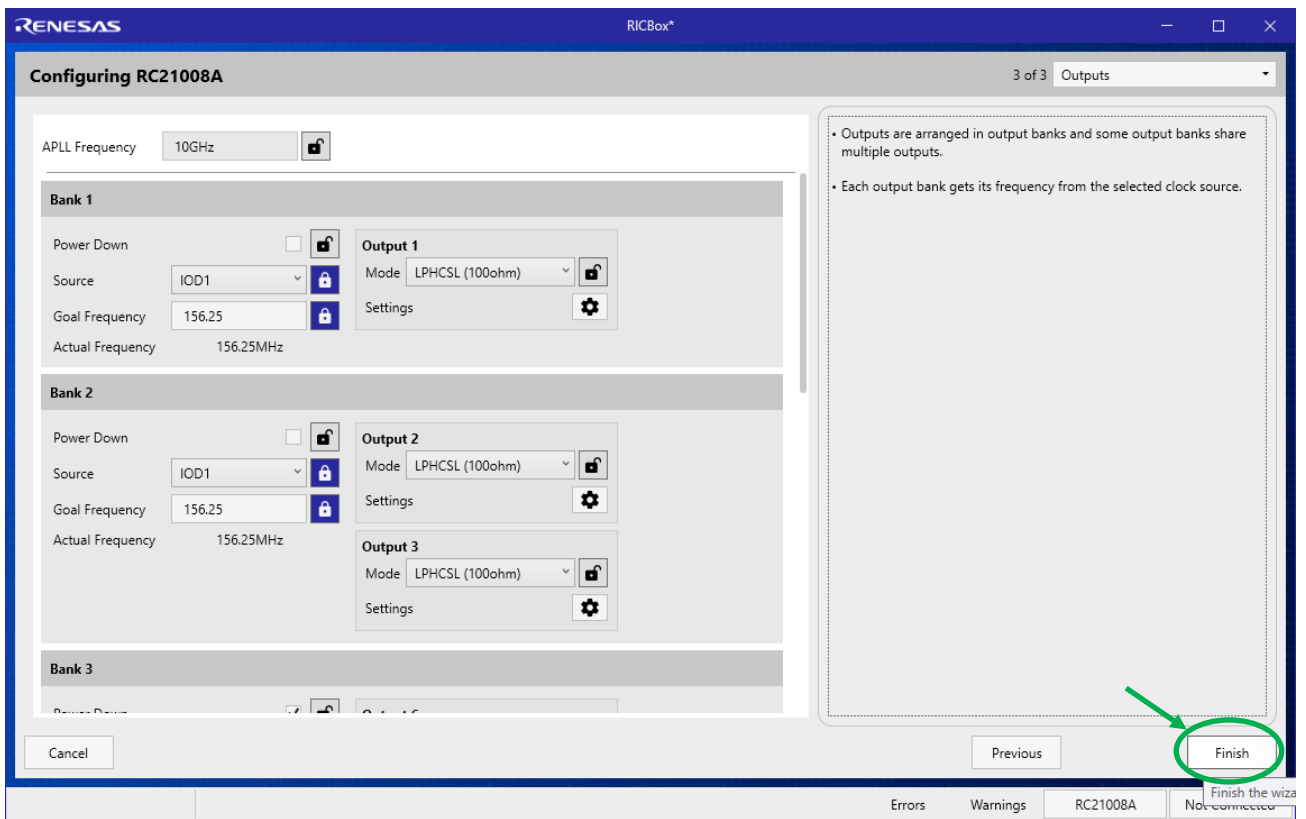 RENESAS
RICBox*
Configuring RC21008A
3 of 3 Outputs
APLL Frequency 10GHz
• Outputs are arranged in output banks and some output banks share
multiple outputs.
• Each output bank gets its frequency from the selected clock source.
Bank 1
Power Down
Source IOD1
Goal Frequency 156.25
Actual Frequency 156.25MHz
Output 1
Mode LPHCSL (100ohm)
Settings
Bank 2
Power Down
Source IOD1
Goal Frequency 156.25
Actual Frequency 156.25MHz
Output 2
Mode LPHCSL (100ohm)
Settings
Output 3
Mode LPHCSL (100ohm)
Settings
Bank 3
Power Down
Cancel
Previous
Finish
Finish the wiza
Errors
Warnings
RC21008A
Not Connected